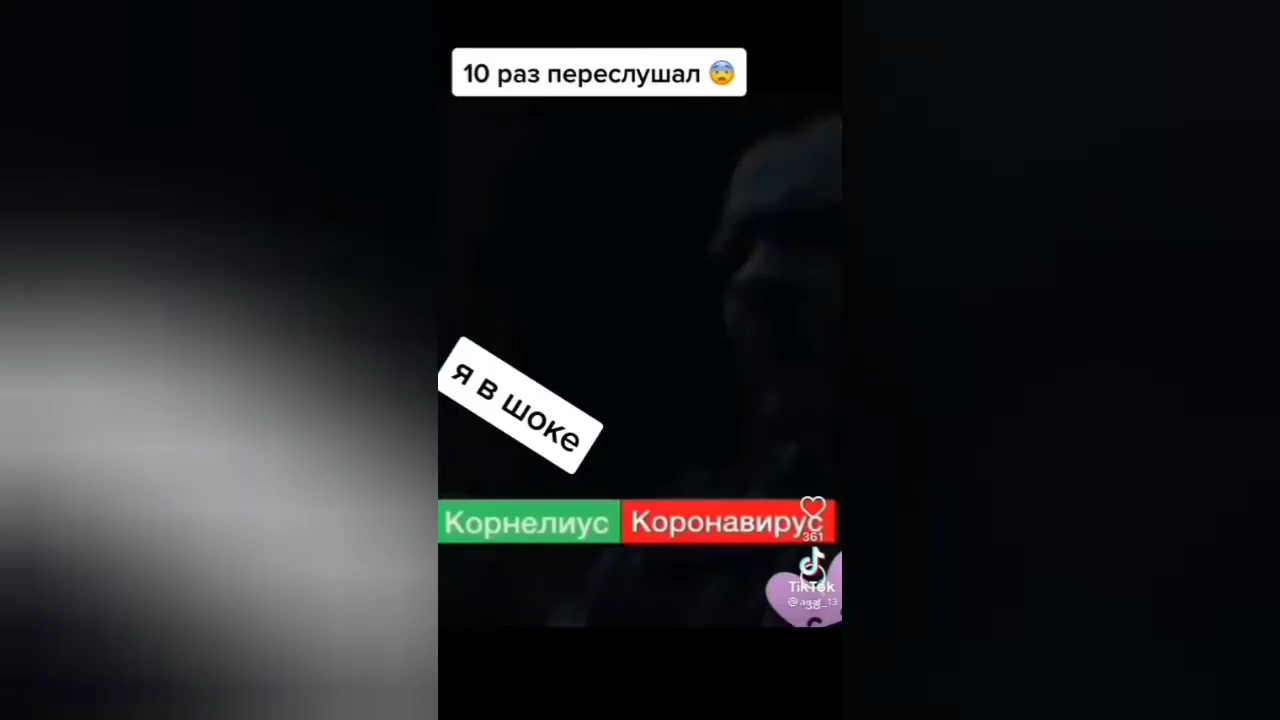 10 раз переслушал 😨
я в шоке
Корнелиус Коронавирус
361
TikTok